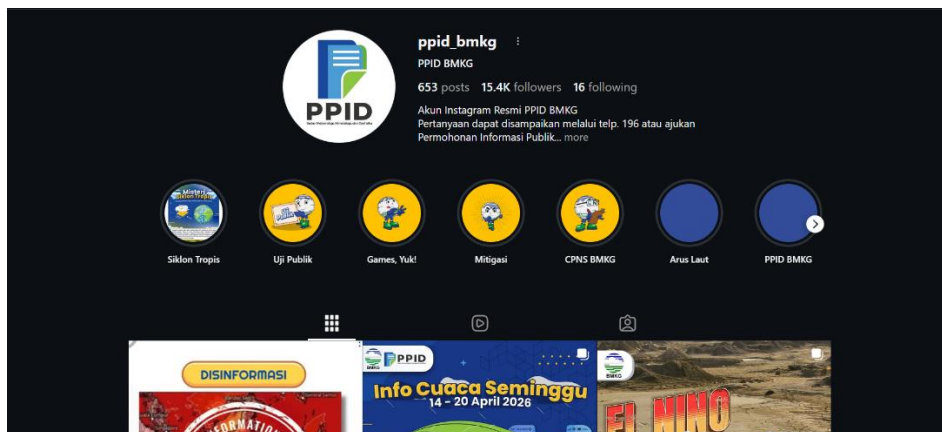 ppid_bmkg
PPID BMKG
653 posts 15.4K followers 16 following
Akun Instagram Resmi PPID BMKG
Pertanyaan dapat disampaikan melalui telp. 196 atau ajukan
Permohonan Informasi Publik... more
PPID
Misteri
Siklon Tropis
Siklon Tropis
Uji Publik
Games, Yuk!
Mitigasi
CPNS BMKG
Arus Laut
PPID BMKG
DISINFORMASI
BMKG
PPID
Info Cuaca Seminggu
14 - 20 April 2026
BMKG
EL NINO